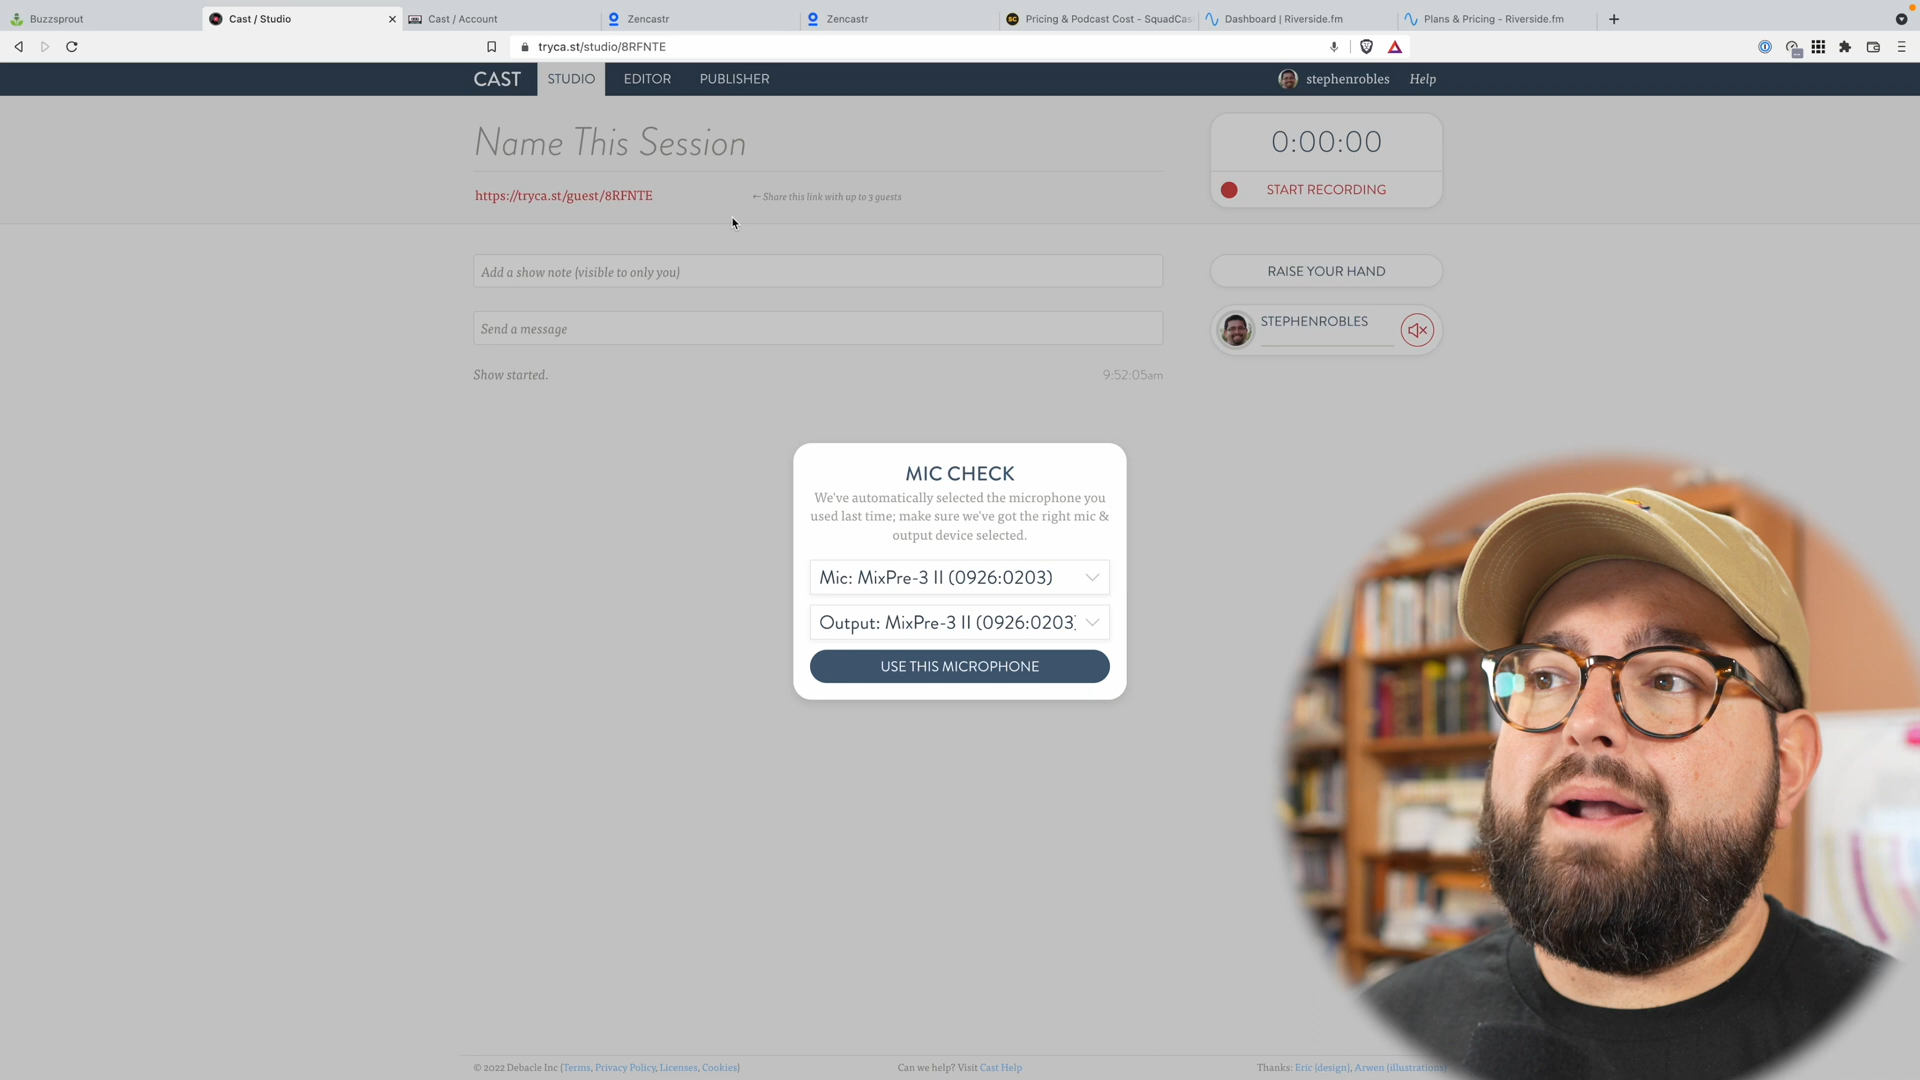 Buzzsprout
Cast / Studio
Cast / Account
Zencastr
Zencastr
Pricing & Podcast Cost - SquadCas
Dashboard | Riverside.fm
Plans & Pricing - Riverside.fm
tryca.st/studio/8RFNTE
CAST
STUDIO
EDITOR
PUBLISHER
stephenrobles
Help
Name This Session
0:00:00
https://tryca.st/guest/8RFNTE
← Share this link with up to 3 guests
START RECORDING
Add a show note (visible to only you)
RAISE YOUR HAND
Send a message
STEPHENROBLES
Show started.
9:52:05am
MIC CHECK
We've automatically selected the microphone you
used last time; make sure we've got the right mic &
output device selected.
Mic: MixPre-3 II (0926:0203)
Output: MixPre-3 II (0926:0203)
USE THIS MICROPHONE
© 2022 Debacle Inc (Terms, Privacy Policy, Licenses, Cookies)
Can we help? Visit Cast Help
Thanks: Eric (design), Arwen (illustrations)